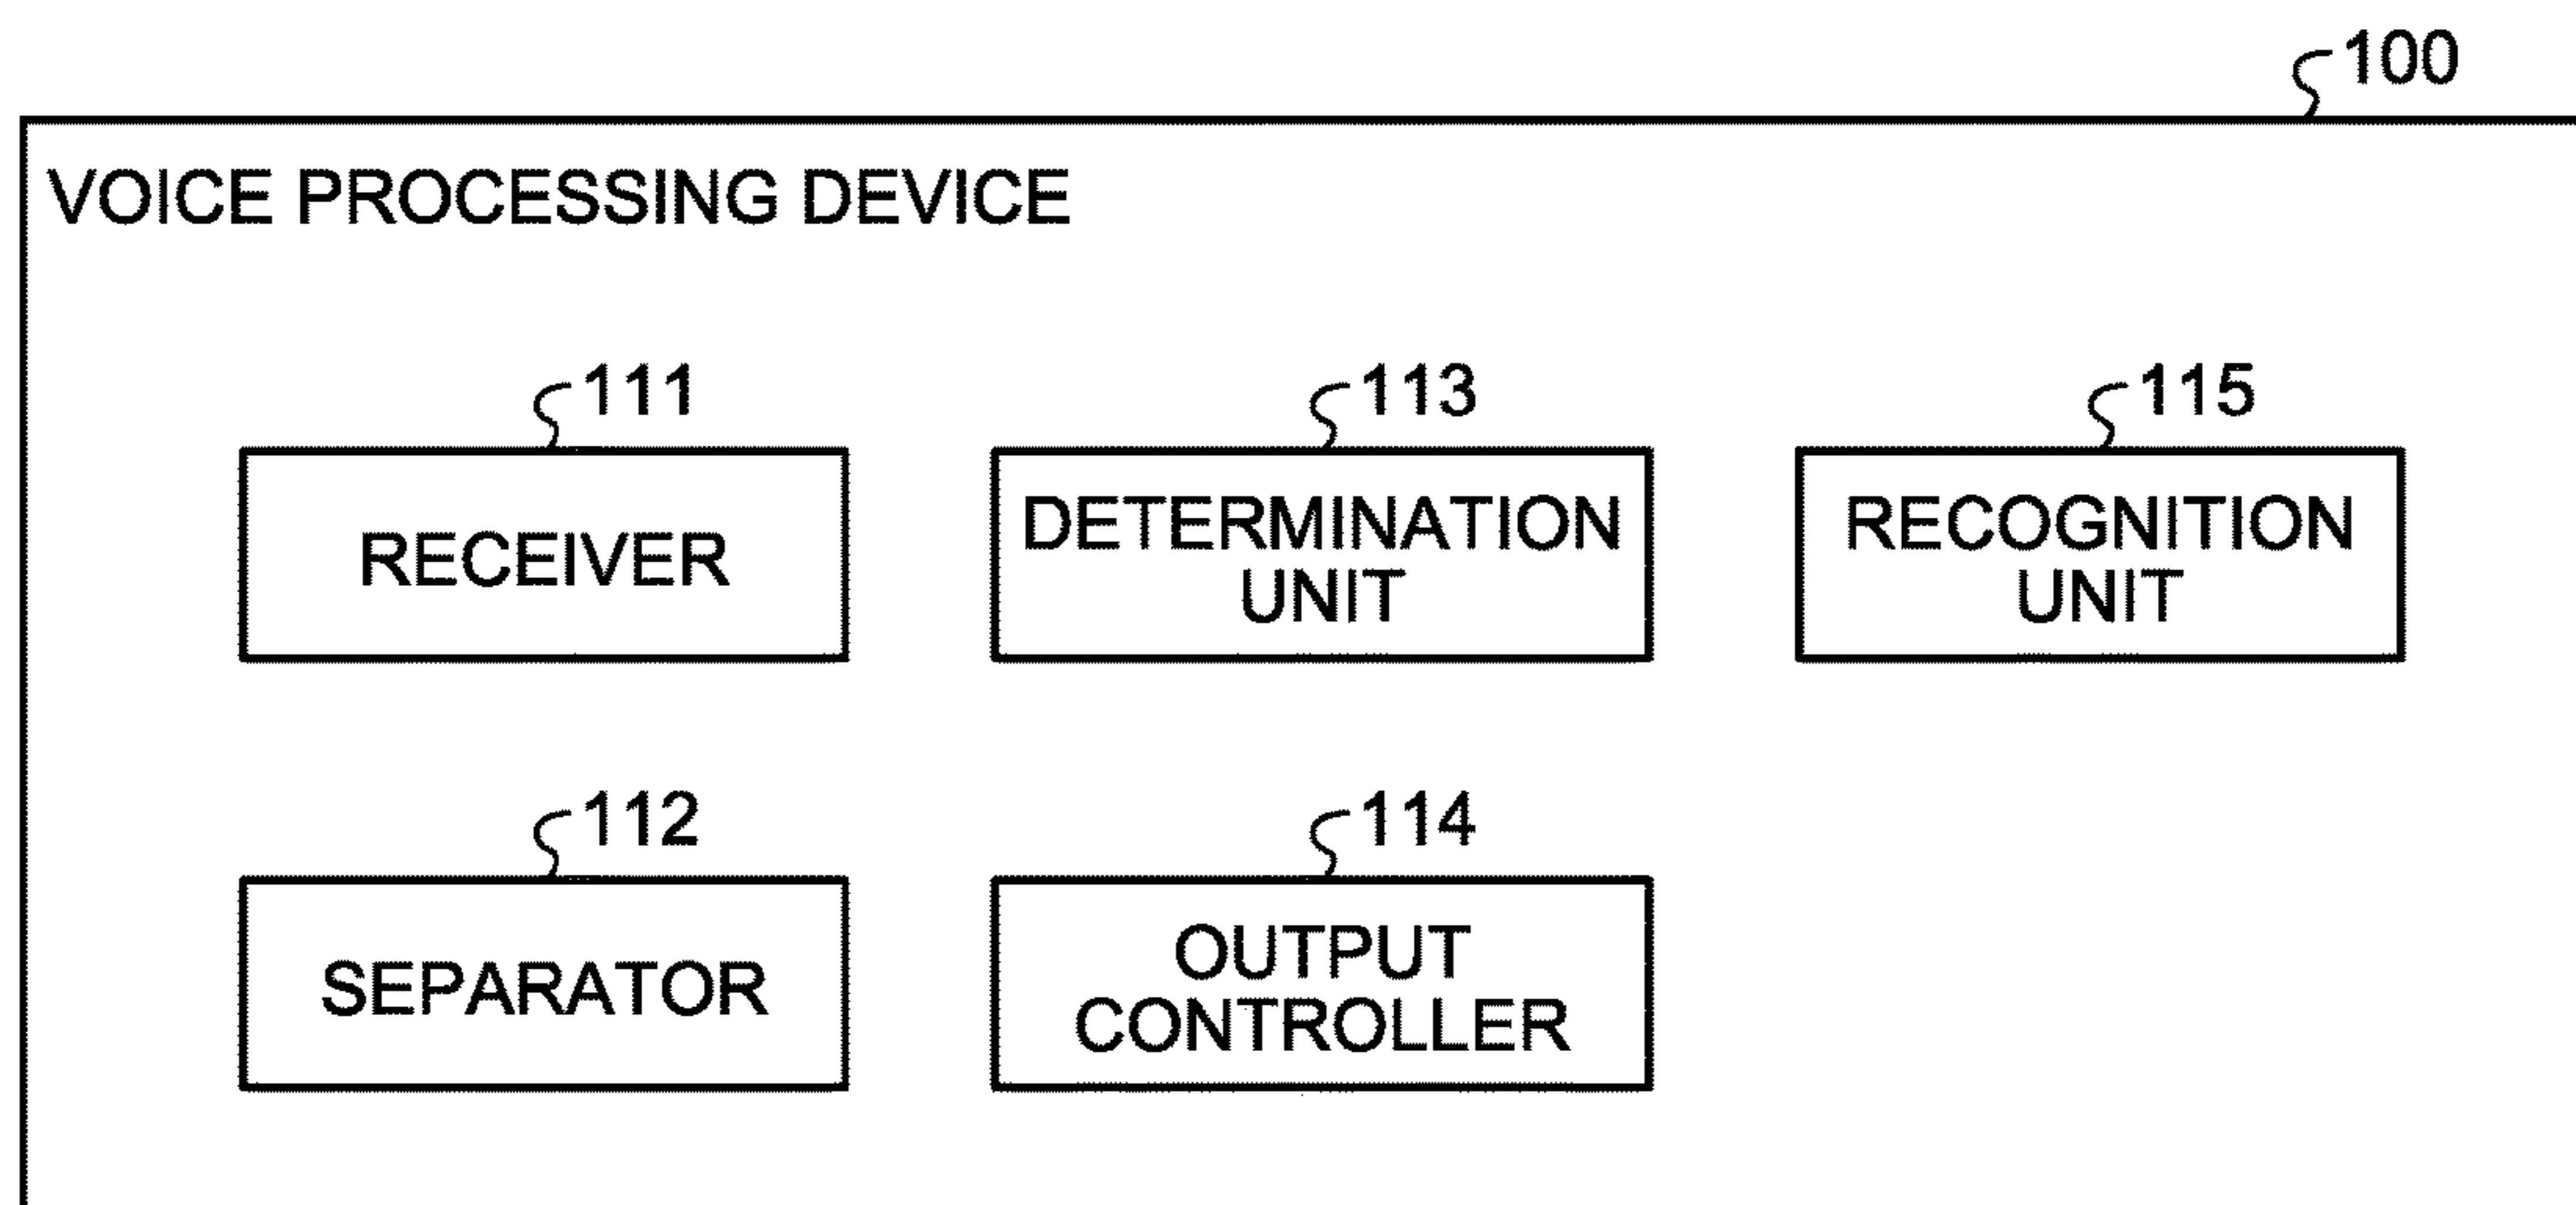 100
VOICE PROCESSING DEVICE
111
RECEIVER
113
DETERMINATION
UNIT
115
RECOGNITION
UNIT
112
SEPARATOR
114
OUTPUT
CONTROLLER